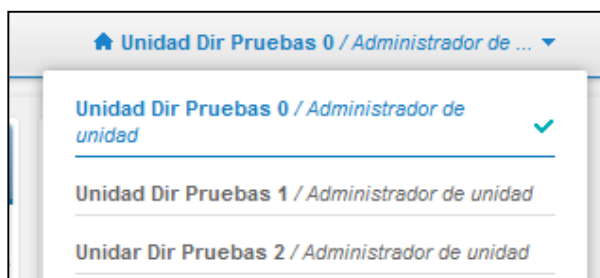 Unidad Dir Pruebas 0 / Administrador de ...
Unidad Dir Pruebas 0 / Administrador de
unidad
Unidad Dir Pruebas 1 / Administrador de unidad
Unidar Dir Pruebas 2 / Administrador de unidad